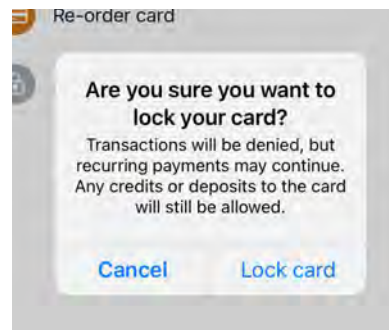 Re-order card
Are you sure you want to
lock your card?
Transactions will be denied, but
recurring payments may continue.
Any credits or deposits to the card
will still be allowed.
Cancel
Lock card